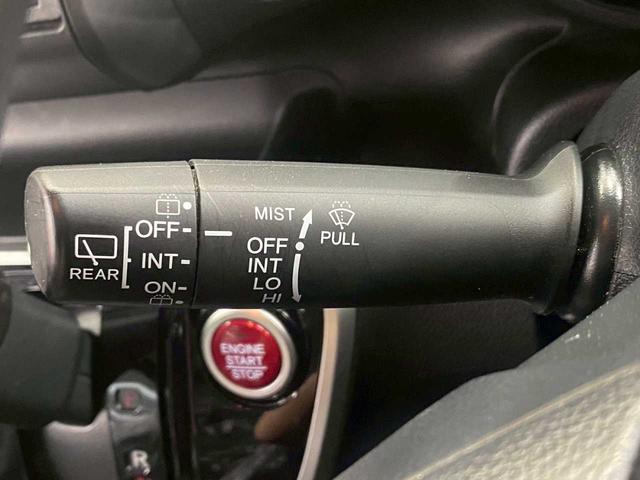 REAR
OFF
INT
ON
MIST
OFF
INT
LO
HI
PULL
ENGINE
START
STOP
R